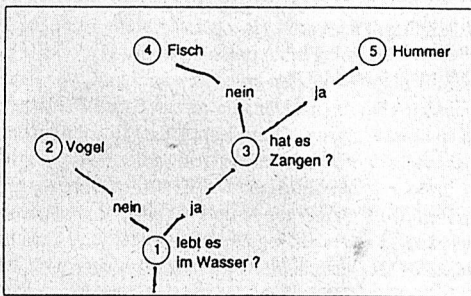 4 Fisch
5 Hummer
nein
ja
3 hat es
Zangen ?
2 Vogel
nein
ja
1 lebt es
im Wasser ?